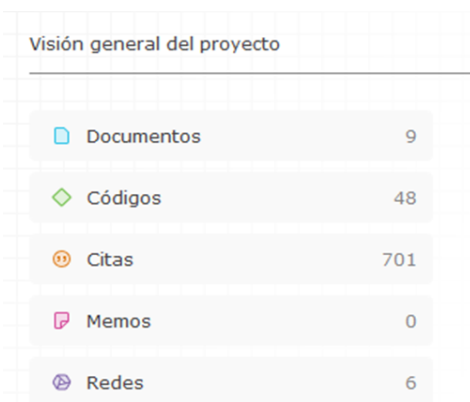 Visión general del proyecto
Documentos 9
Códigos 48
Citas 701
Memos 0
Redes 6